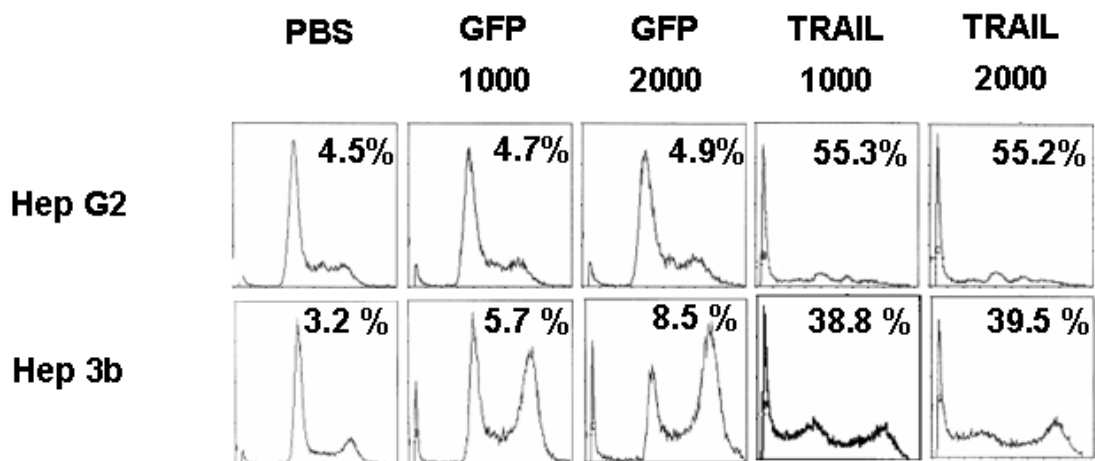 PBS GFP GFP TRAIL TRAIL
1000 2000 1000 2000
Hep G2 4.5% 4.7% 4.9% 55.3% 55.2%
Hep 3b 3.2 % 5.7 % 8.5 % 38.8 % 39.5 %